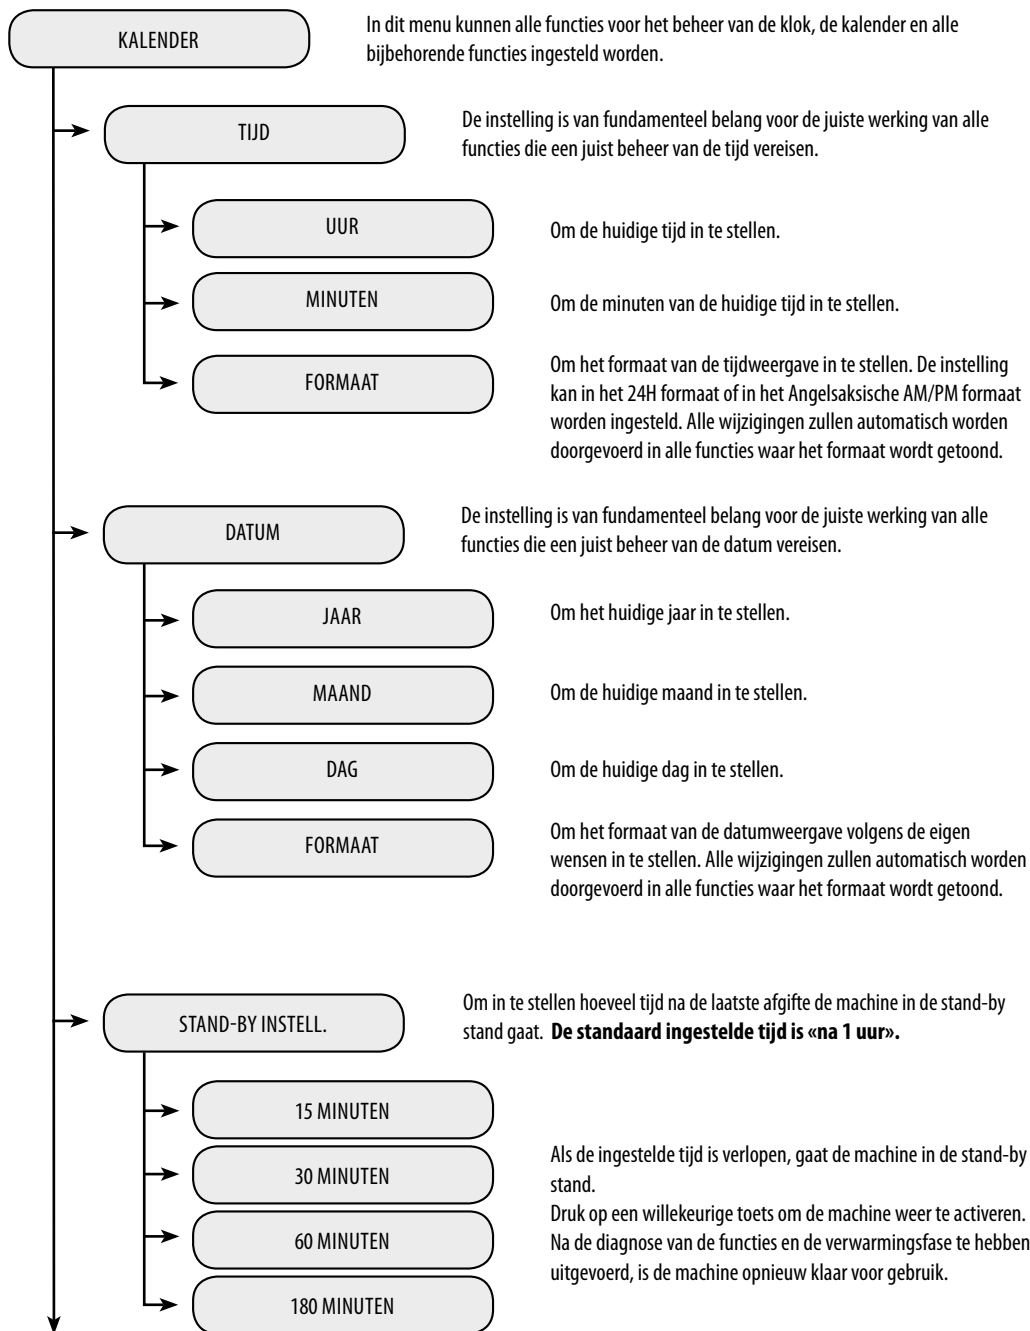 KALENDER
In dit menu kunnen alle functies voor het beheer van de klok, de kalender en alle
bijbehorende functies ingesteld worden.
TIJD
De instelling is van fundamenteel belang voor de juiste werking van alle
functies die een juist beheer van de tijd vereisen.
UUR
Om de huidige tijd in te stellen.
MINUTEN
Om de minuten van de huidige tijd in te stellen.
FORMAAT
Om het formaat van de tijdweergave in te stellen. De instelling
kan in het 24H formaat of in het Angelsaksische AM/PM formaat
worden ingesteld. Alle wijzigingen zullen automatisch worden
doorgevoerd in alle functies waar het formaat wordt getoond.
DATUM
De instelling is van fundamenteel belang voor de juiste werking van alle
functies die een juist beheer van de datum vereisen.
JAAR
Om het huidige jaar in te stellen.
MAAND
Om de huidige maand in te stellen.
DAG
Om de huidige dag in te stellen.
FORMAAT
Om het formaat van de datumweergave volgens de eigen
wensen in te stellen. Alle wijzigingen zullen automatisch worden
doorgevoerd in alle functies waar het formaat wordt getoond.
STAND-BY INSTELL.
Om in te stellen hoeveel tijd na de laatste afgifte de machine in de stand-by
stand gaat. De standaard ingestelde tijd is «na 1 uur».
15 MINUTEN
30 MINUTEN
60 MINUTEN
180 MINUTEN
Als de ingestelde tijd is verlopen, gaat de machine in de stand-by
stand.
Druk op een willekeurige toets om de machine weer te activeren.
Na de diagnose van de functies en de verwarmingsfase te hebben
uitgevoerd, is de machine opnieuw klaar voor gebruik.